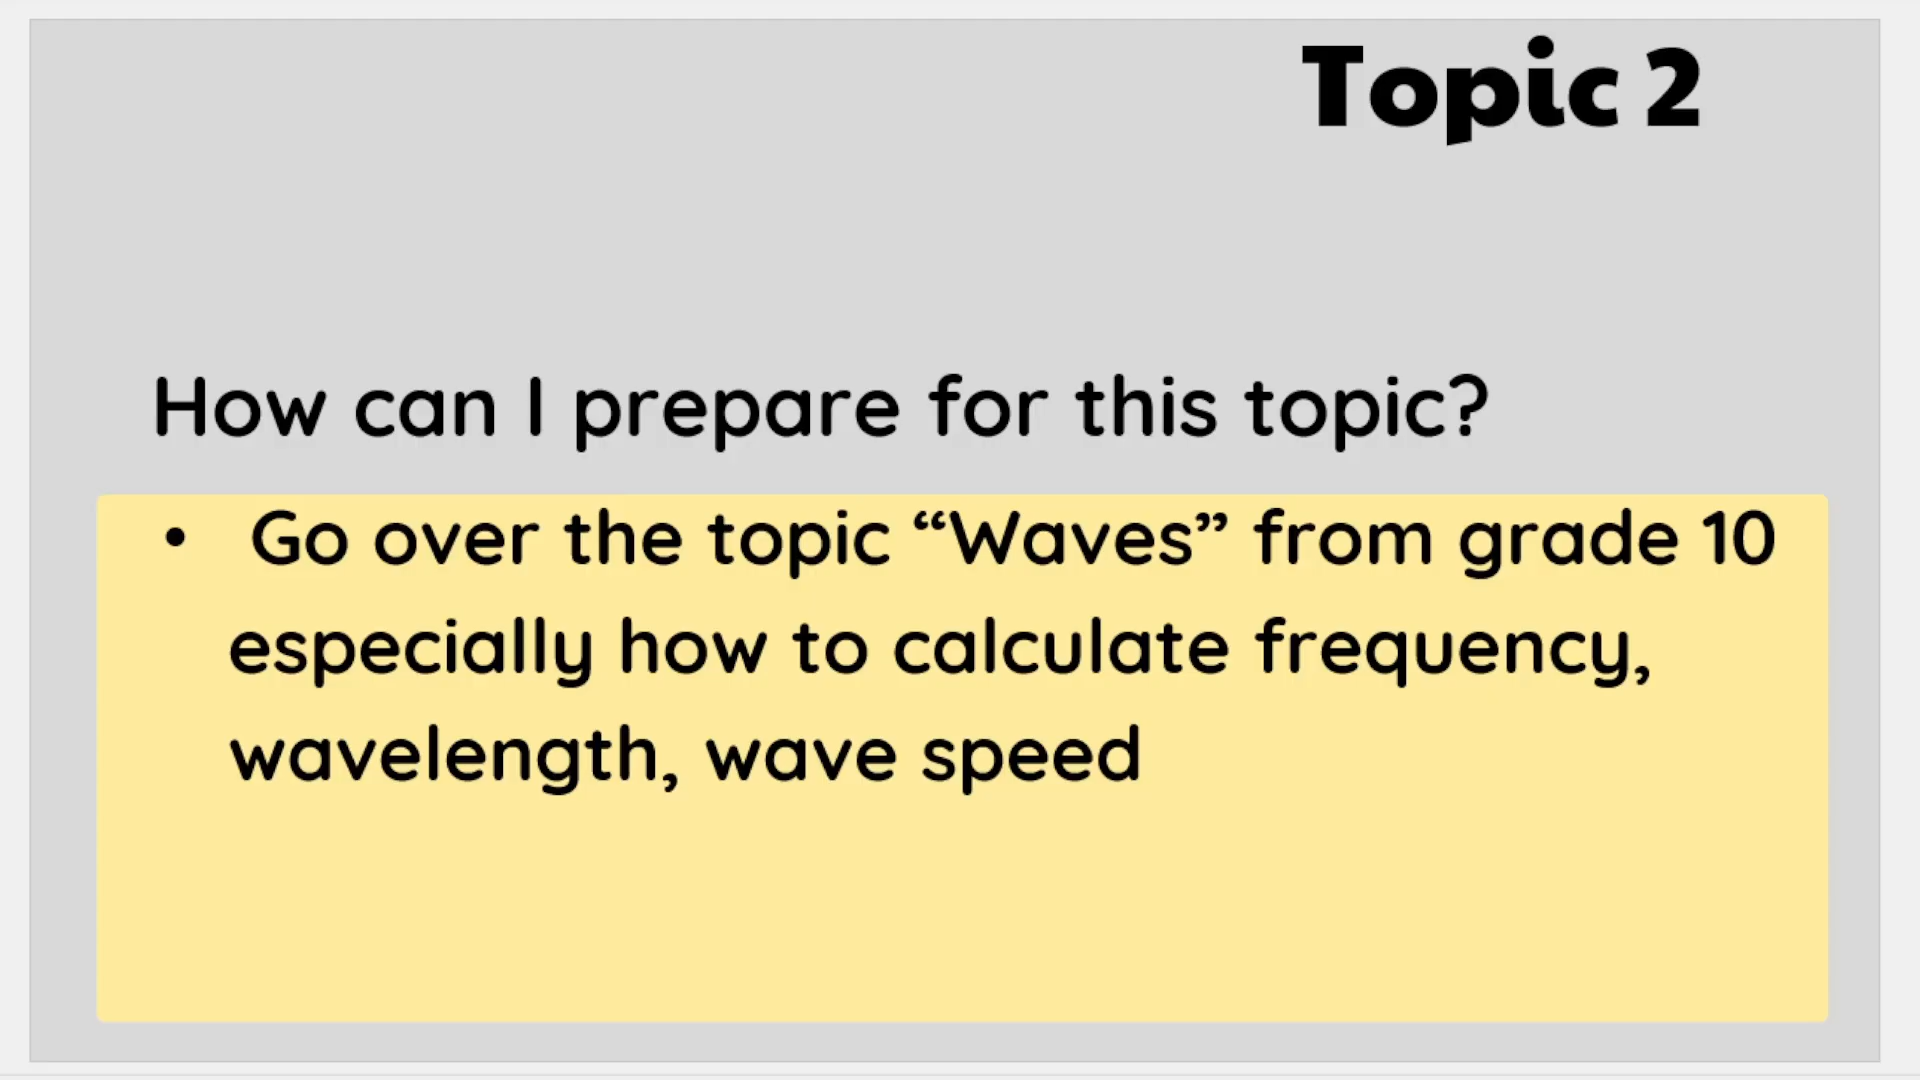 Topic 2
How can I prepare for this topic?
• Go over the topic “Waves” from grade 10
especially how to calculate frequency,
wavelength, wave speed